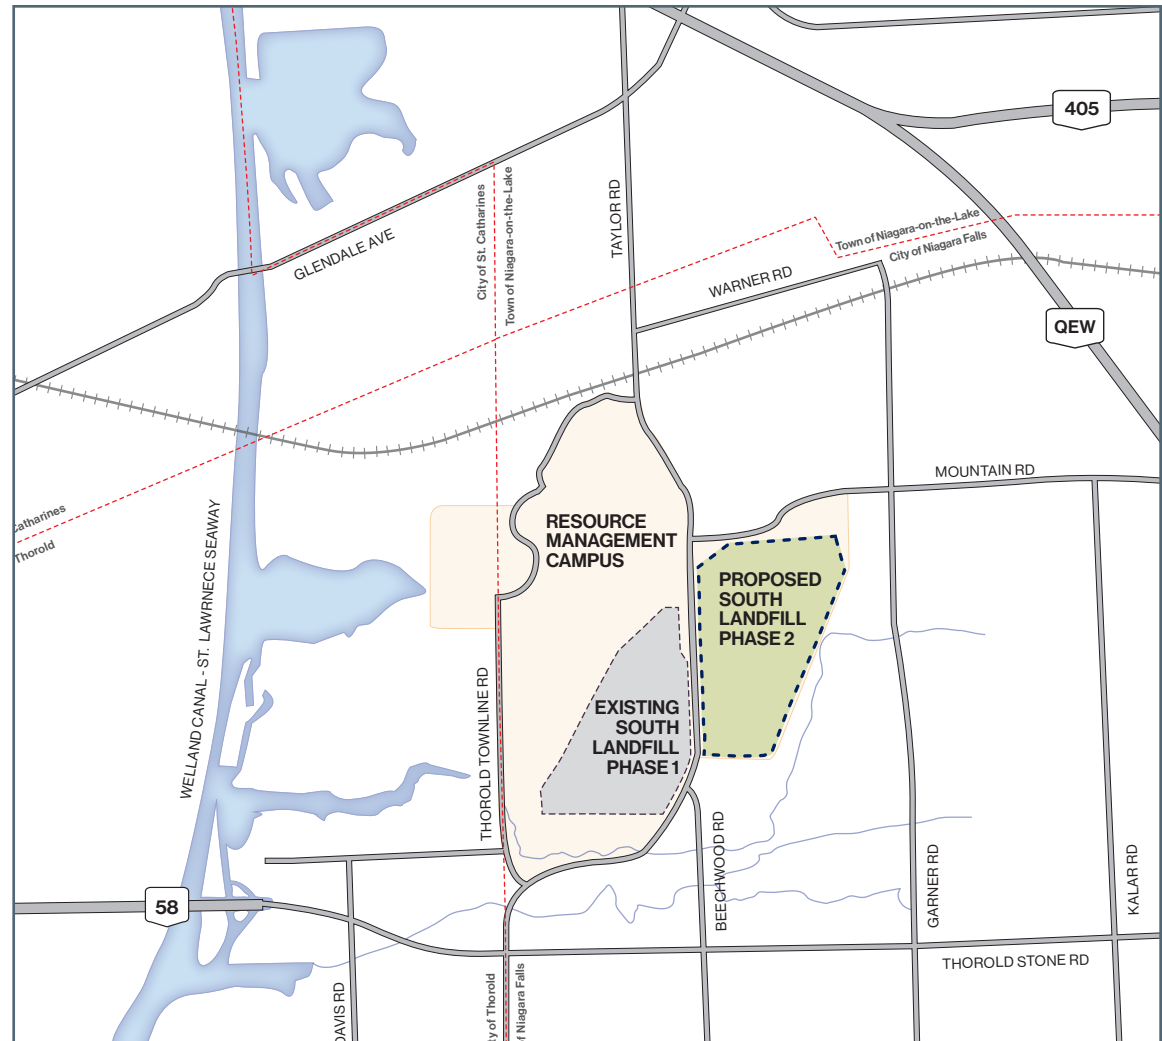 405
TAYLOR RD
City of St. Catharines
Town of Niagara-on-the-Lake
Town of Niagara-on-the-Lake
City of Niagara Falls
GLENDALE AVE
WARNER RD
QEW
MOUNTAIN RD
Catharines
Thorold
WELLAND CANAL - ST. LAWRNECE SEAWAY
RESOURCE
MANAGEMENT
CAMPUS
PROPOSED
SOUTH
LANDFILL
PHASE 2
EXISTING
SOUTH
LANDFILL
PHASE 1
THOROLD TOWNLINE RD
BEECHWOOD RD
GARNER RD
KALAR RD
58
THOROLD STONE RD
DAVIS RD
ty of Thorold
of Niagara Falls